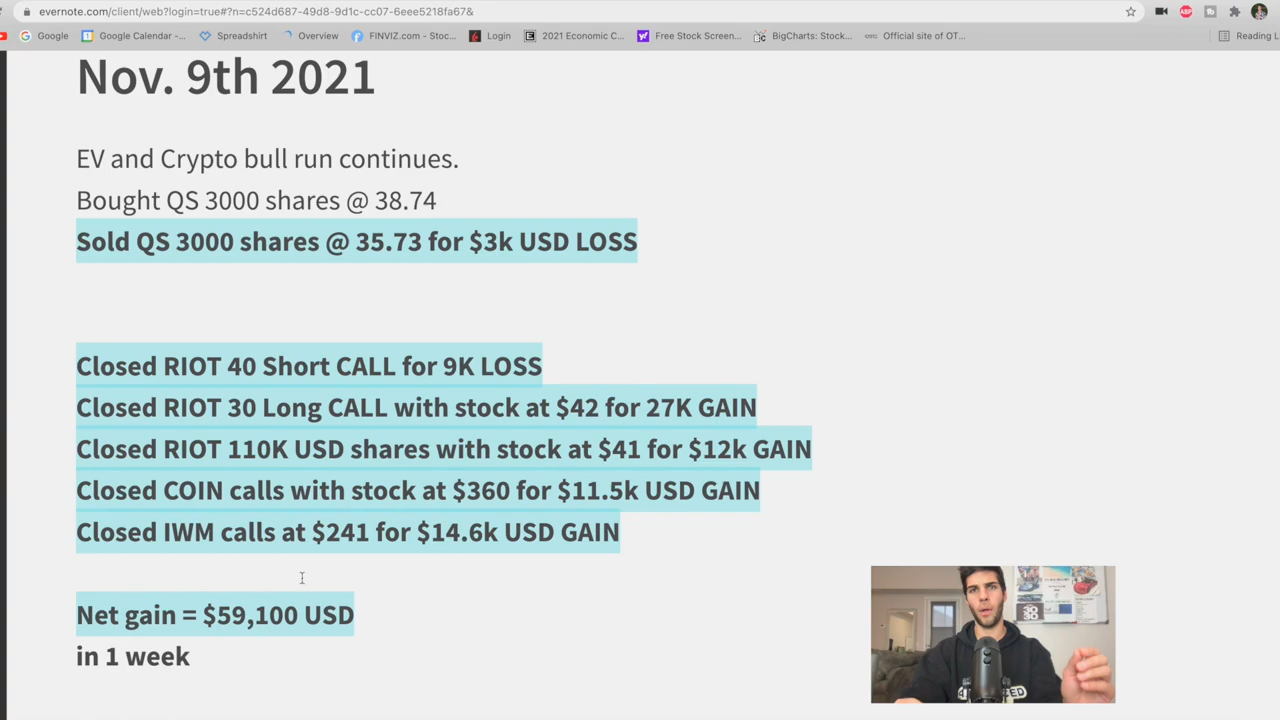 evernote.com/client/web?login=true#?n=c524d687-49d8-9d1c-cc07-6eee5218fa67&
Google
Google Calendar -...
Spreadshirt
Overview
FINVIZ.com - Stoc...
Login
2021 Economic C...
Free Stock Screen...
BigCharts: Stock...
Official site of OT...
Reading L
Nov. 9th 2021
EV and Crypto bull run continues.
Bought QS 3000 shares @ 38.74
Sold QS 3000 shares @ 35.73 for $3k USD LOSS
Closed RIOT 40 Short CALL for 9K LOSS
Closed RIOT 30 Long CALL with stock at $42 for 27K GAIN
Closed RIOT 110K USD shares with stock at $41 for $12k GAIN
Closed COIN calls with stock at $360 for $11.5k USD GAIN
Closed IWM calls at $241 for $14.6k USD GAIN
Net gain = $59,100 USD
in 1 week